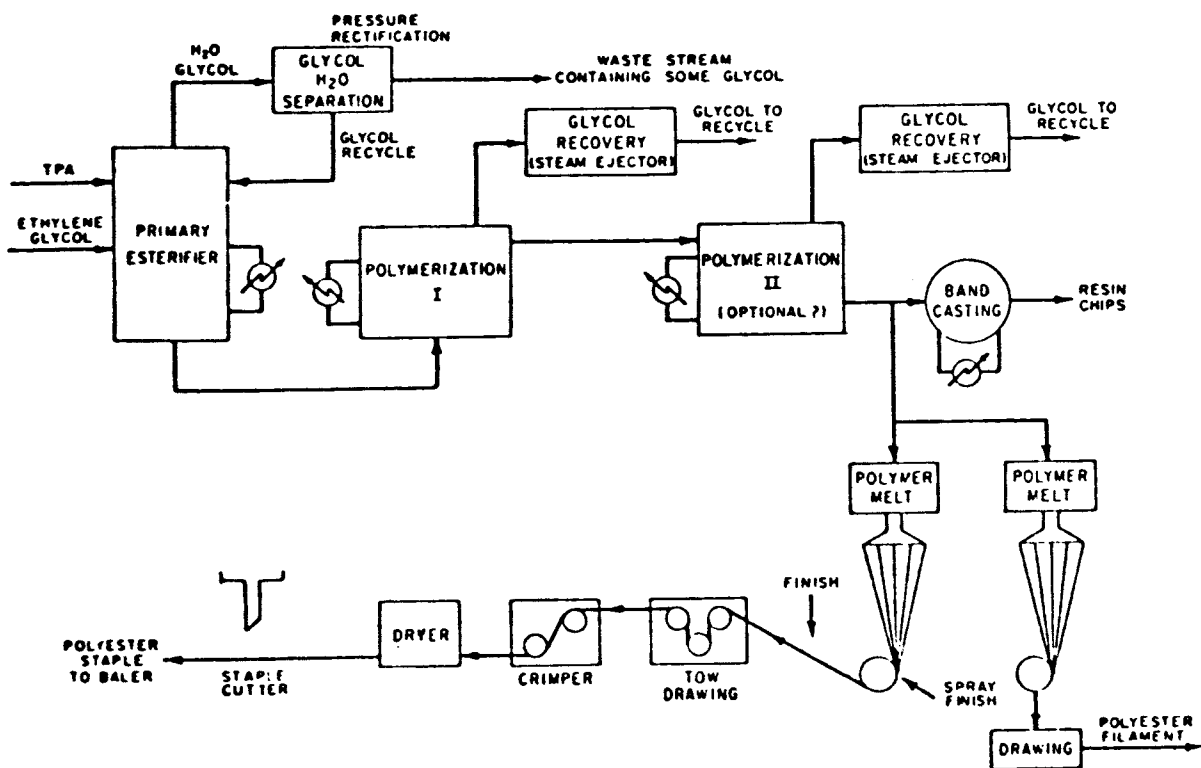 PRESSURE
RECTIFICATION
H2O
GLYCOL
GLYCOL
H2O
SEPARATION
WASTE STREAM
CONTAINING SOME GLYCOL
GLYCOL
RECYCLE
GLYCOL
RECOVERY
(STEAM EJECTOR)
GLYCOL TO
RECYCLE
GLYCOL
RECOVERY
(STEAM EJECTOR)
GLYCOL TO
RECYCLE
TPA
ETHYLENE
GLYCOL
PRIMARY
ESTERIFIER
POLYMERIZATION
I
POLYMERIZATION
II
(OPTIONAL ?)
BAND
CASTING
RESIN
CHIPS
POLYMER
MELT
POLYMER
MELT
FINISH
DRYER
POLYESTER
STAPLE
TO BALER
STAPLE
CUTTER
CRIMPER
TOW
DRAWING
SPRAY
FINISH
DRAWING
POLYESTER
FILAMENT